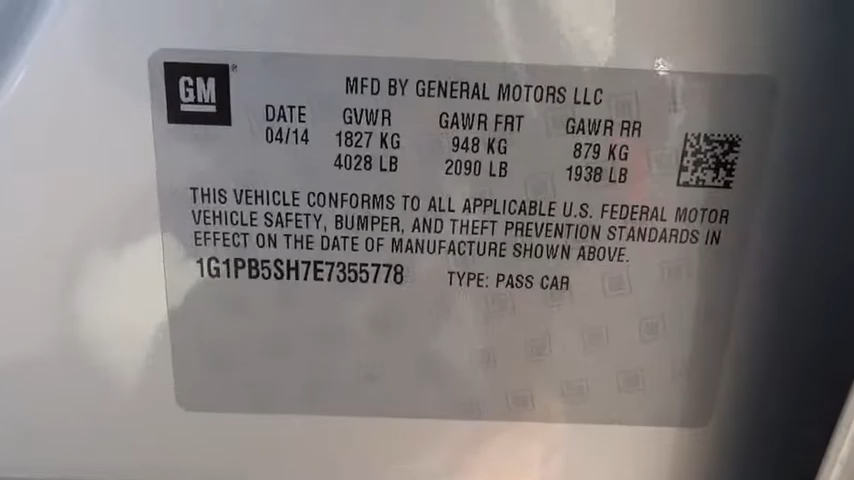 GM®
MFD BY GENERAL MOTORS LLC
DATE GVWR GAWR FRT GAWR RR
04/14 1827 KG 948 KG 879 KG
4028 LB 2090 LB 1938 LB
THIS VEHICLE CONFORMS TO ALL APPLICABLE U.S. FEDERAL MOTOR
VEHICLE SAFETY, BUMPER, AND THEFT PREVENTION STANDARDS IN
EFFECT ON THE DATE OF MANUFACTURE SHOWN ABOVE.
1G1PB5SH7E7355778 TYPE: PASS CAR